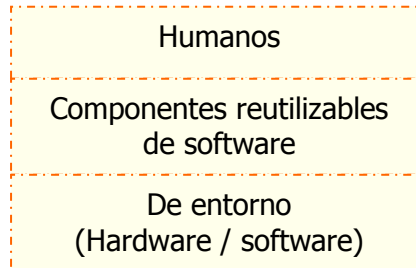 Humanos
Componentes reutilizables
de software
De entorno
(Hardware / software)